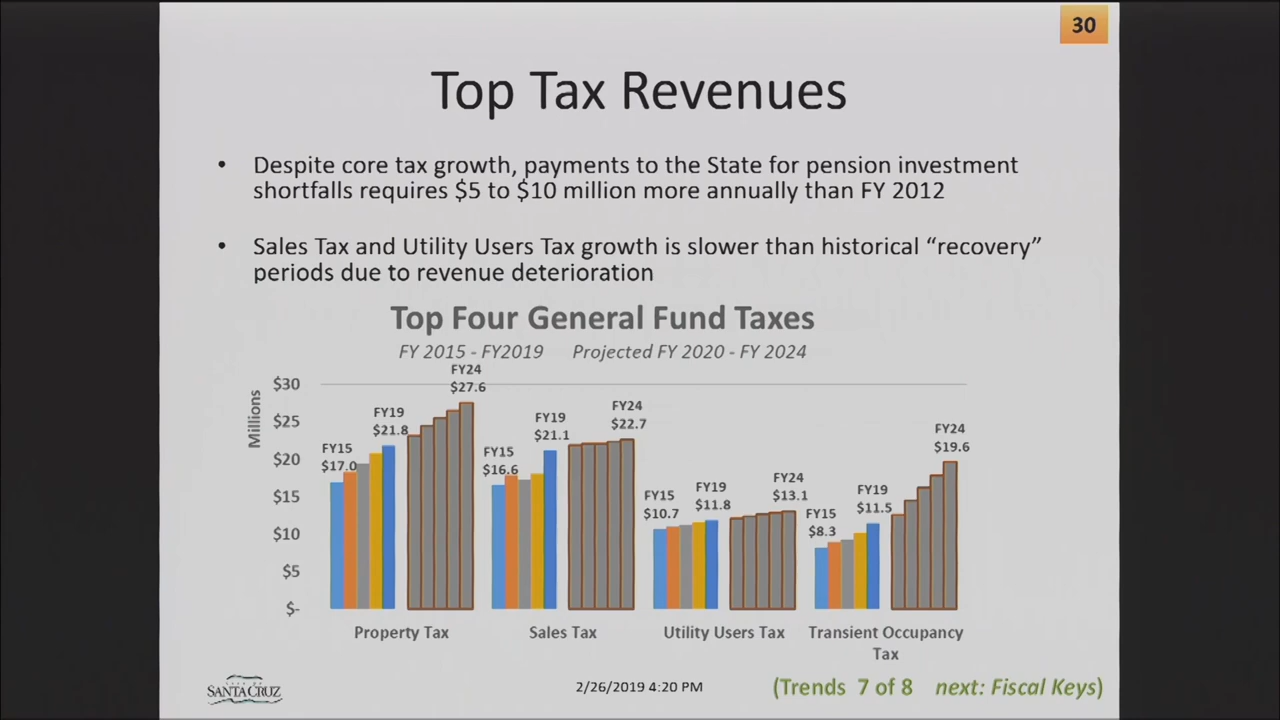 30
Top Tax Revenues
• Despite core tax growth, payments to the State for pension investment
shortfalls requires $5 to $10 million more annually than FY 2012
• Sales Tax and Utility Users Tax growth is slower than historical “recovery”
periods due to revenue deterioration
Top Four General Fund Taxes
FY 2015 - FY2019 Projected FY 2020 - FY 2024
Millions
$30
$25
$20
$15
$10
$5
$-
FY15
$17.0
FY19
$21.8
FY24
$27.6
FY15
$16.6
FY19
$21.1
FY24
$22.7
FY15
$10.7
FY19
$11.8
FY24
$13.1
FY15
$8.3
FY19
$11.5
FY24
$19.6
Property Tax
Sales Tax
Utility Users Tax
Transient Occupancy
Tax
CITY OF
SANTA CRUZ
2/26/2019 4:20 PM
(Trends 7 of 8 next: Fiscal Keys)